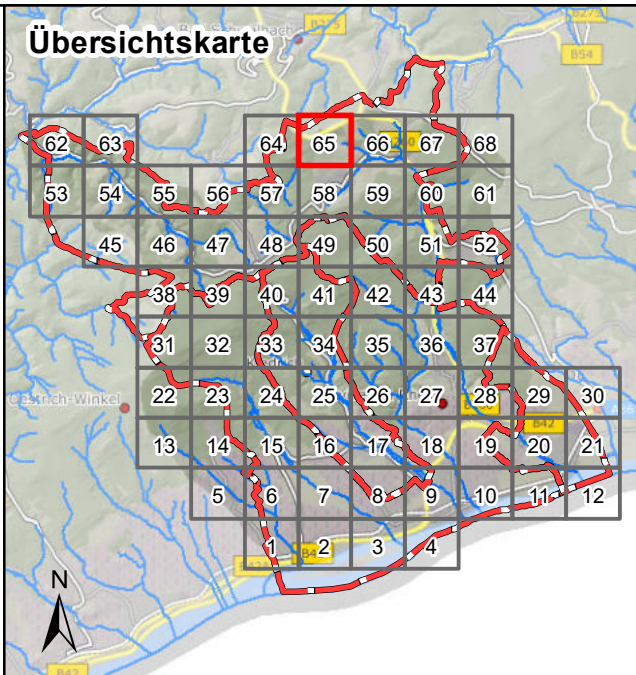 Übersichtskarte
B275
B54
62 63 64 65 66 67 68
53 54 55 56 57 58 59 60 61
45 46 47 48 49 50 51 52
38 39 40 41 42 43 44
31 32 33 34 35 36 37
22 23 24 25 26 27 28 29 30
Oestrich-Winkel
B42
13 14 15 16 17 18 19 20 21
5 6 7 8 9 10 11 12
1 2 3 4
N
B42